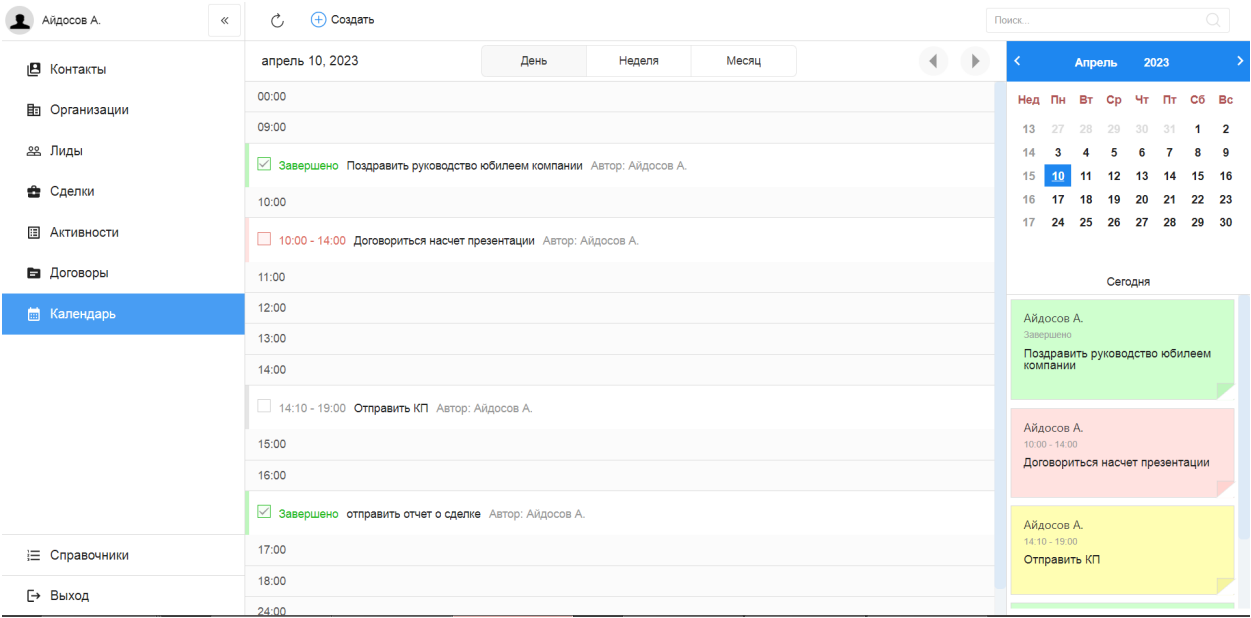 Айдосов А.
«
Создать
Поиск...
Контакты
Организации
Лиды
Сделки
Активности
Договоры
Календарь
Справочники
Выход
апрель 10, 2023
День Неделя Месяц
00:00
09:00
Завершено Поздравить руководство юбилеем компании Автор: Айдосов А.
10:00
10:00 - 14:00 Договориться насчет презентации Автор: Айдосов А.
11:00
12:00
13:00
14:00
14:10 - 19:00 Отправить КП Автор: Айдосов А.
15:00
16:00
Завершено отправить отчет о сделке Автор: Айдосов А.
17:00
18:00
24:00
Апрель 2023
Нед Пн Вт Ср Чт Пт Сб Вс
13 27 28 29 30 31 1 2
14 3 4 5 6 7 8 9
15 10 11 12 13 14 15 16
16 17 18 19 20 21 22 23
17 24 25 26 27 28 29 30
Сегодня
Айдосов А.
Завершено
Поздравить руководство юбилеем
компании
Айдосов А.
10:00 - 14:00
Договориться насчет презентации
Айдосов А.
14:10 - 19:00
Отправить КП